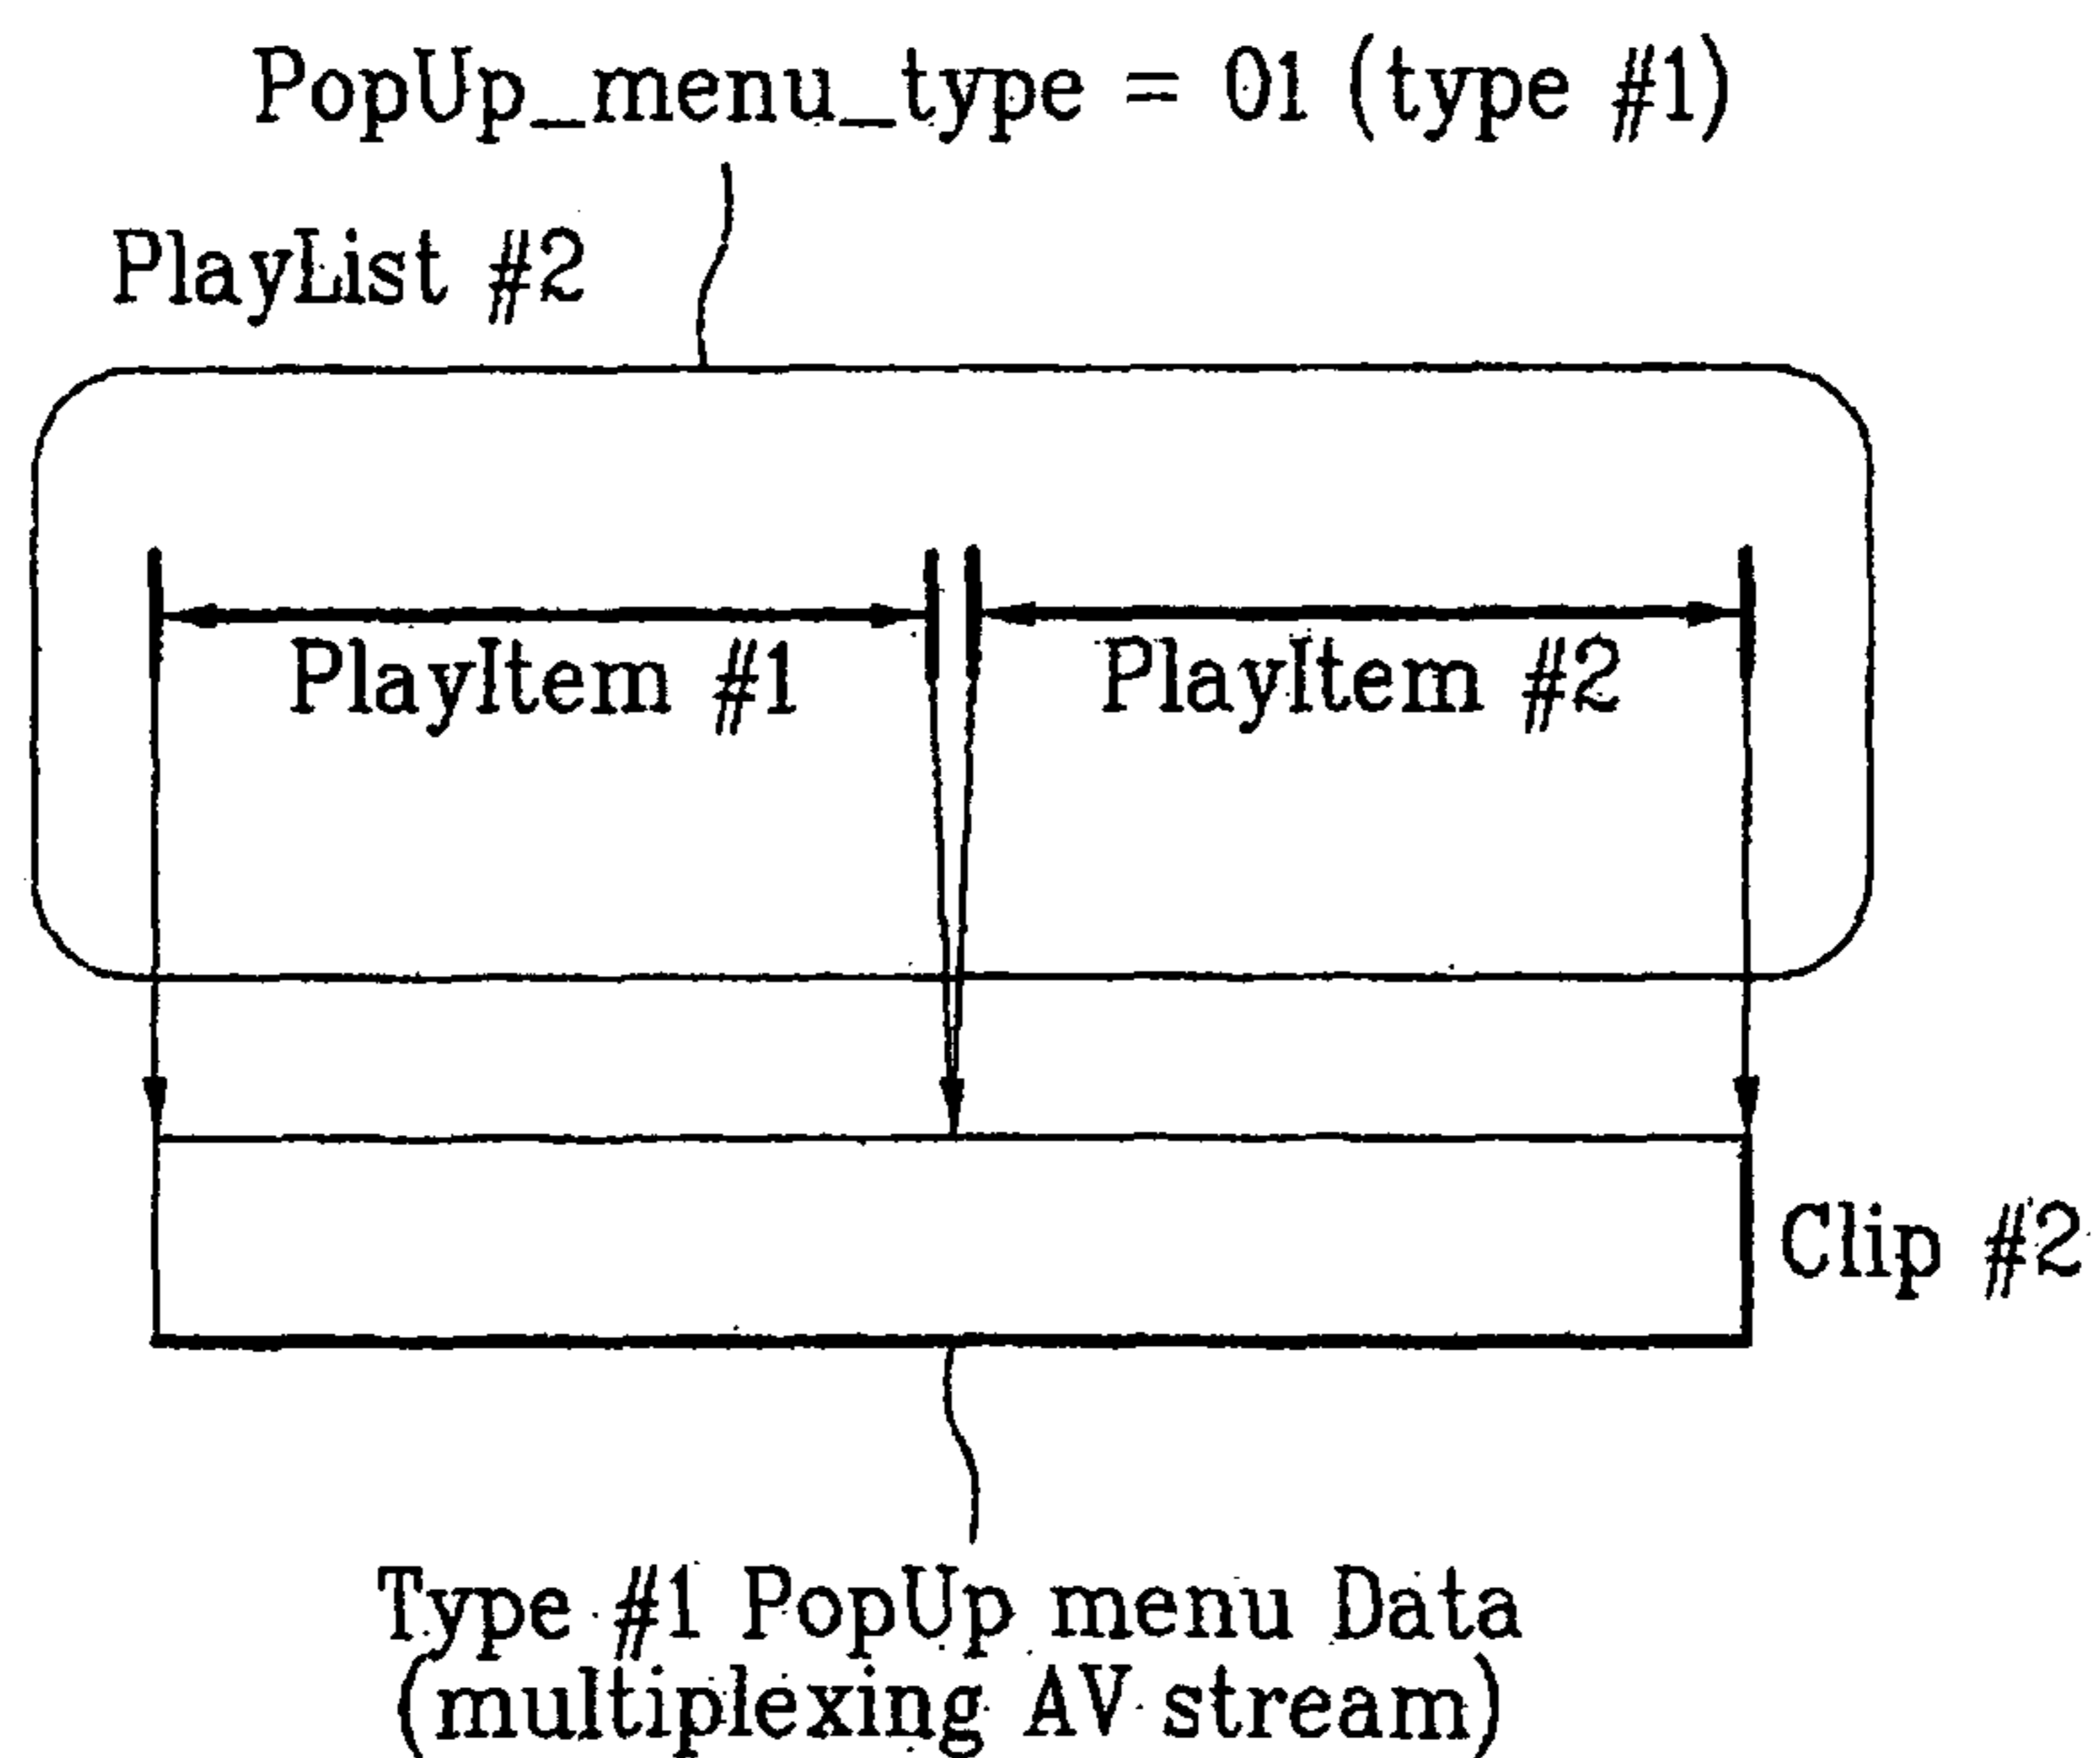 PopUp_menu_type = 01 (type #1)
PlayList #2
PlayItem #1
PlayItem #2
Clip #2
Type #1 PopUp menu Data
(multiplexing AV stream)